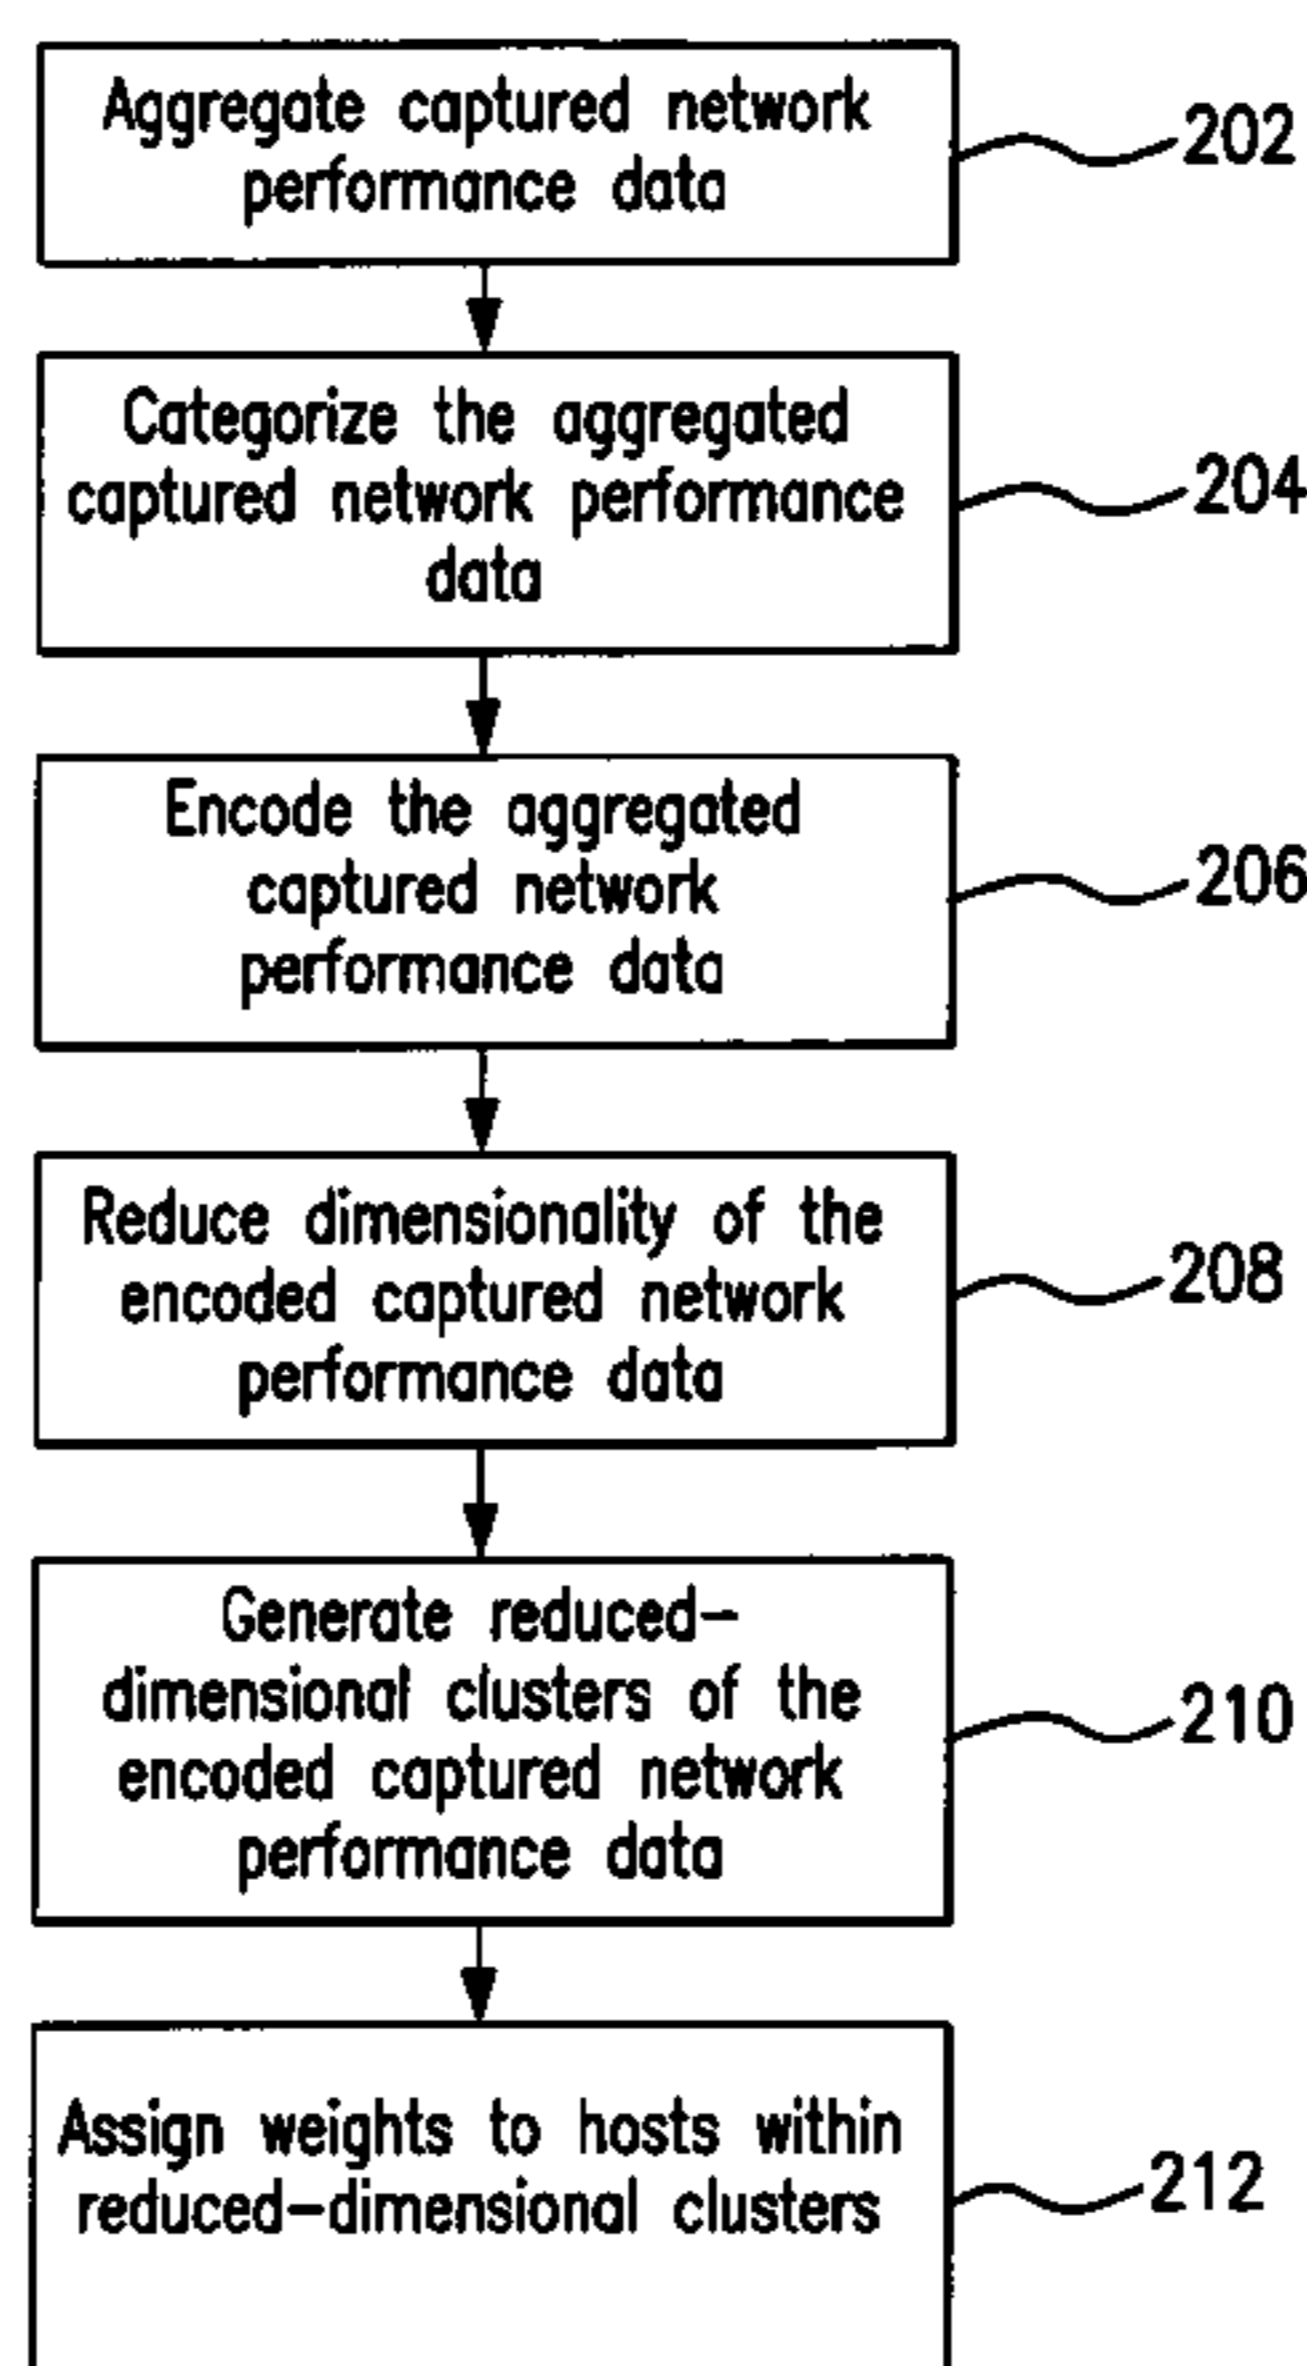 Aggregate captured network
performance data
202
Categorize the aggregated
captured network performance
data
204
Encode the aggregated
captured network
performance data
206
Reduce dimensionality of the
encoded captured network
performance data
208
Generate reduced-
dimensional clusters of the
encoded captured network
performance data
210
Assign weights to hosts within
reduced-dimensional clusters
212